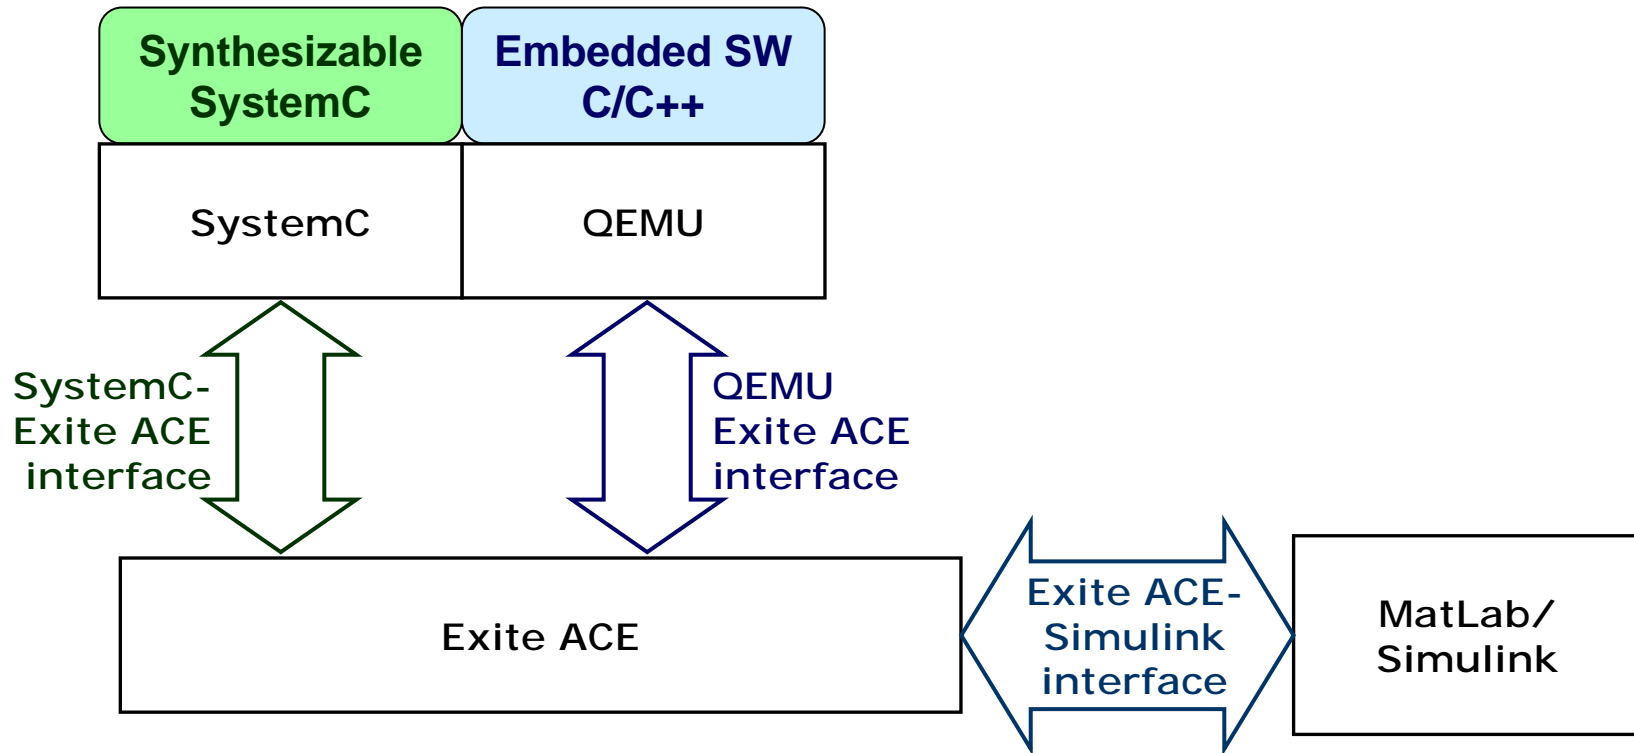 Synthesizable
SystemC
Embedded SW
C/C++
SystemC
QEMU
SystemC-
Exite ACE
interface
QEMU
Exite ACE
interface
Exite ACE
Exite ACE-
Simulink
interface
MatLab/
Simulink